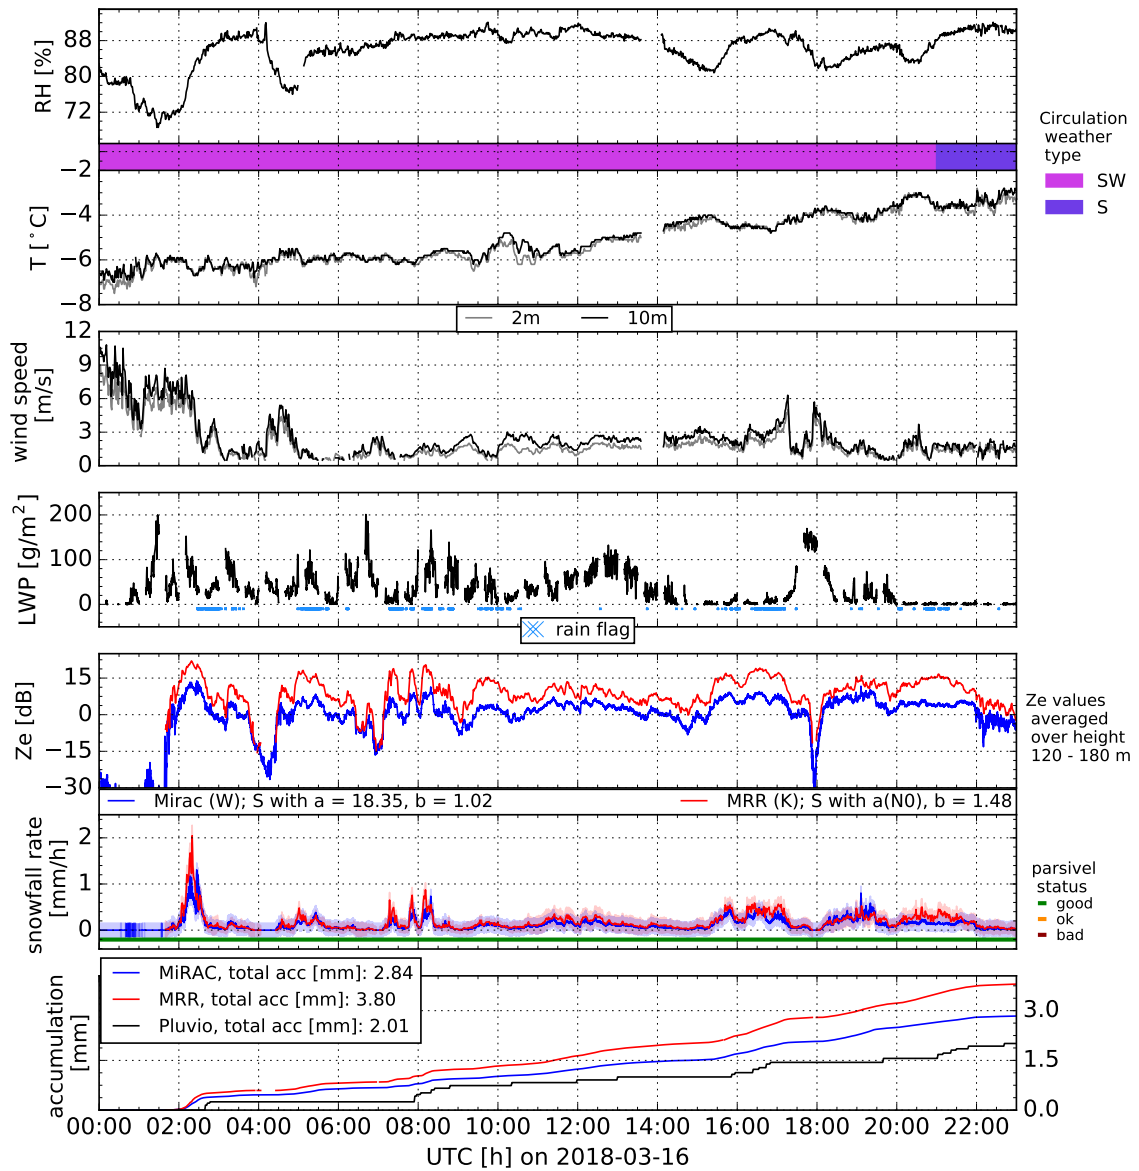 RH [%]
88
80
72
Circulation
weather
type
SW
S
T [°C]
−2
−4
−6
−8
2m 10m
wind speed
[m/s]
12
9
6
3
0
LWP [g/m²]
200
100
0
rain flag
Ze [dB]
15
0
−15
−30
Ze values
averaged
over height
120 - 180 m
Mirac (W); S with a = 18.35, b = 1.02 MRR (K); S with a(N0), b = 1.48
snowfall rate
[mm/h]
2
1
0
parsivel
status
good
ok
bad
accumulation
[mm]
MiRAC, total acc [mm]: 2.84
MRR, total acc [mm]: 3.80
Pluvio, total acc [mm]: 2.01
3.0
1.5
0.0
00:00 02:00 04:00 06:00 08:00 10:00 12:00 14:00 16:00 18:00 20:00 22:00
UTC [h] on 2018-03-16